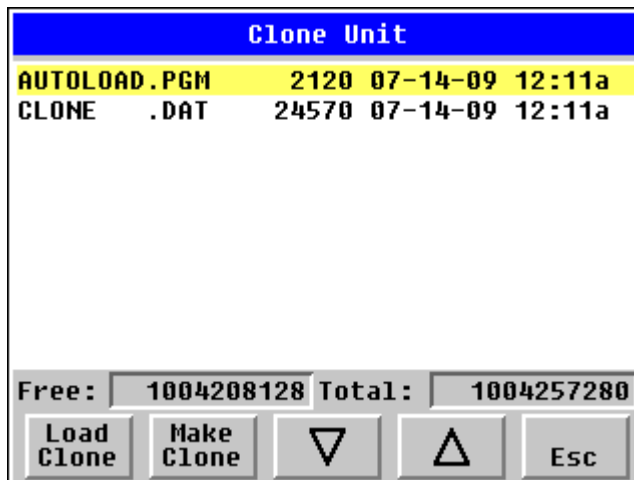 Clone Unit
AUTOLOAD.PGM 2120 07-14-09 12:11a
CLONE .DAT 24570 07-14-09 12:11a
Free: 1004208128 Total: 1004257280
Load Clone Make Clone Esc